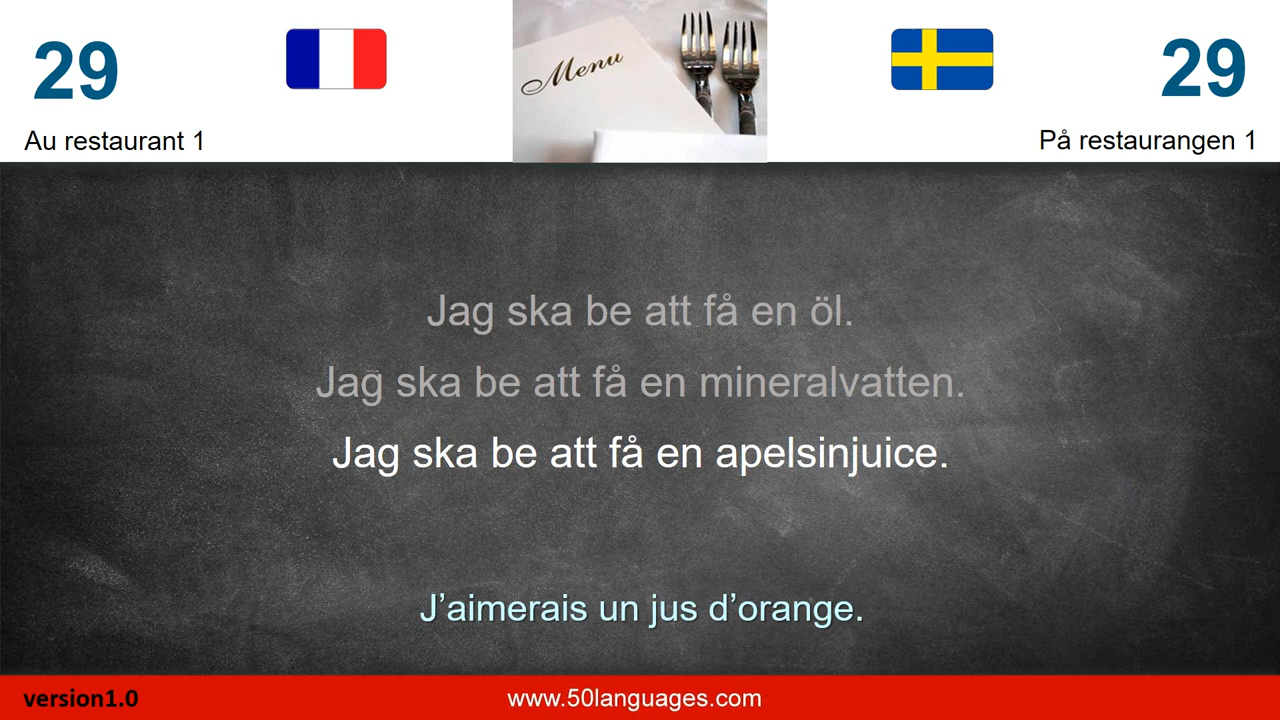 29
29
Au restaurant 1
Menu
På restaurangen 1
Jag ska be att få en öl.
Jag ska be att få en mineralvatten.
Jag ska be att få en apelsinjuice.
J’aimerais un jus d’orange.
version1.0
www.50languages.com